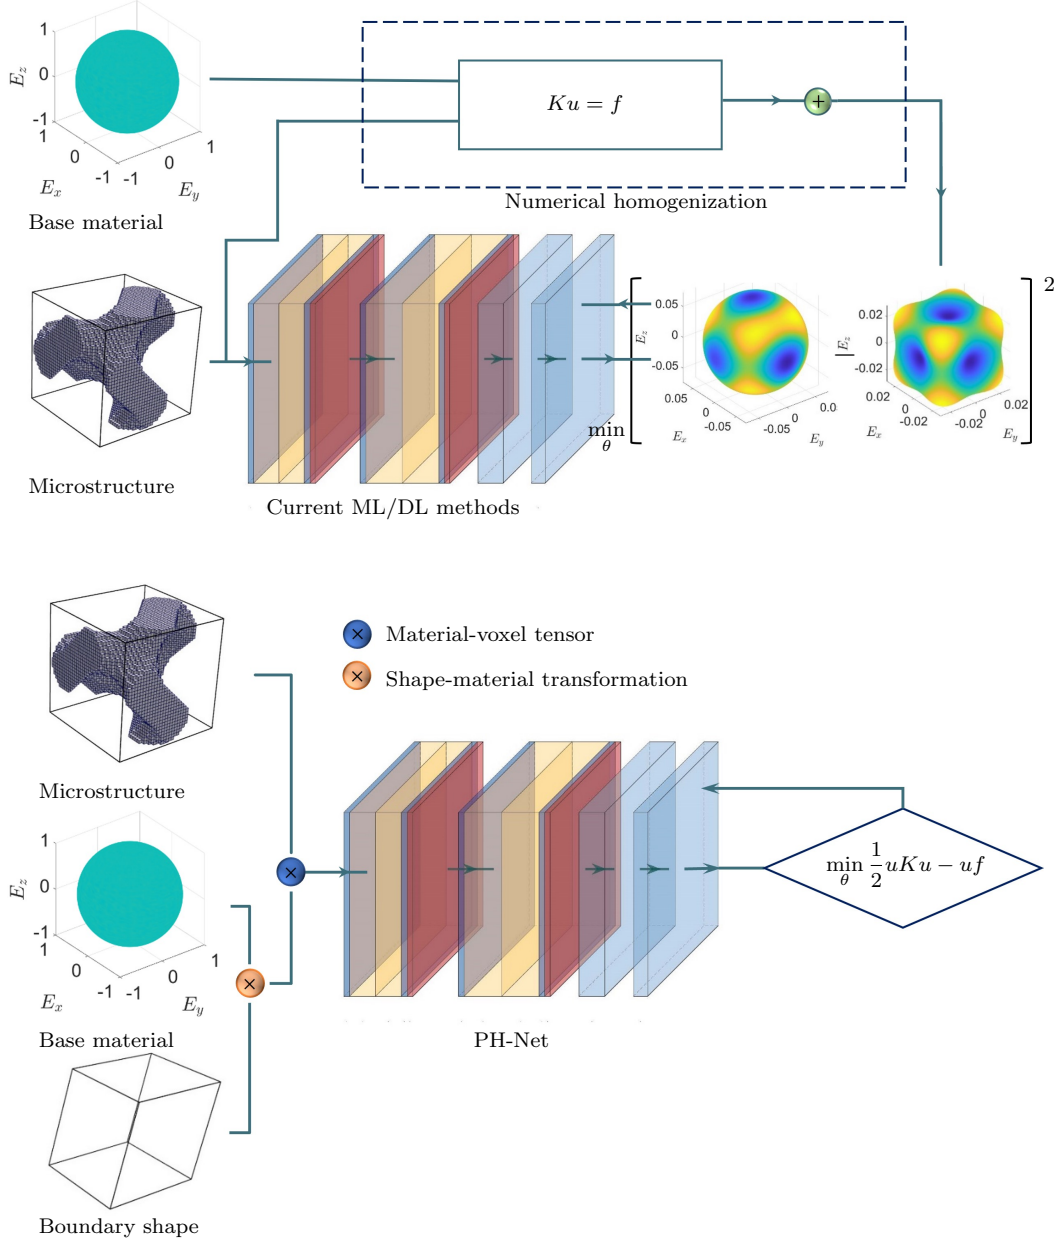 1
0
-1
E_z
1
0
-1
-1
0
1
E_x
E_y
Base material
Ku = f
+
Numerical homogenization
Microstructure
Current ML/DL methods
min
θ
0.05
0
-0.05
E_z
0.05
0
-0.05
-0.05
0
0.0
E_x
E_y
0.02
0
-0.02
E_z
0.02
0
-0.02
-0.02
0
0.02
E_x
E_y
2
Microstructure
× Material-voxel tensor
× Shape-material transformation
1
0
-1
E_z
1
0
-1
-1
0
1
E_x
E_y
Base material
×
×
PH-Net
min_θ 1/2 uKu − uf
Boundary shape